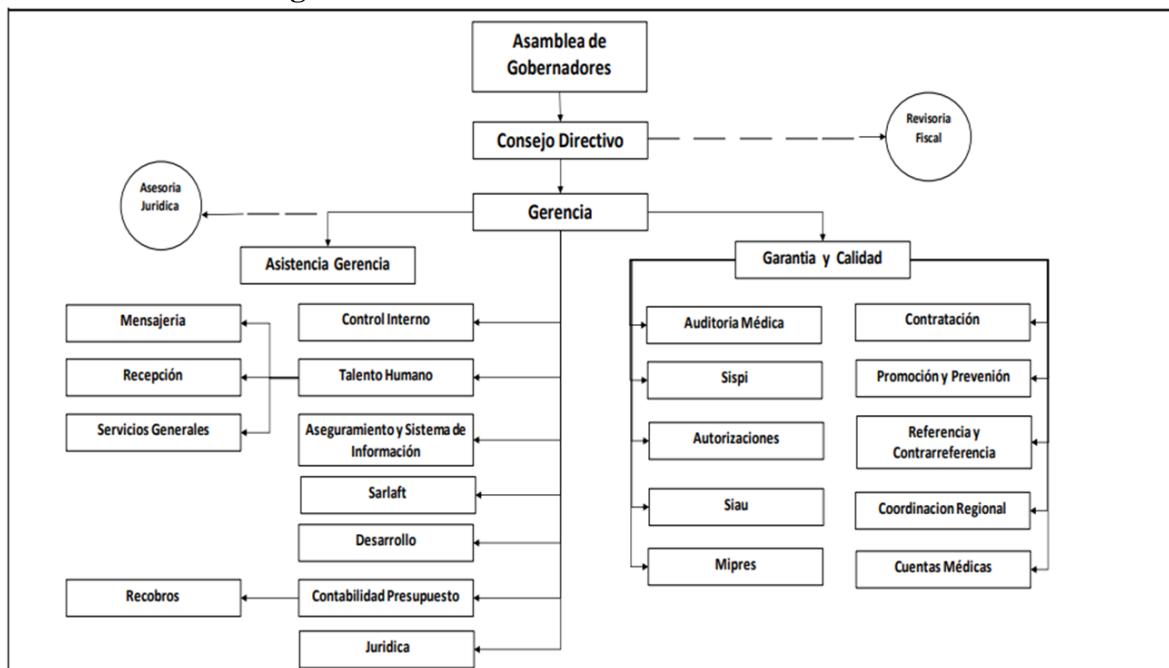 Asamblea de
Gobernadores
Revisoria
Fiscal
Consejo Directivo
Asesoria
Juridica
Gerencia
Asistencia Gerencia
Garantia y Calidad
Mensajeria
Control Interno
Auditoria Médica
Contratación
Recepción
Talento Humano
Sispi
Promoción y Prevenión
Servicios Generales
Aseguramiento y Sistema de
Información
Autorizaciones
Referencia y
Contrarreferencia
Sarlaft
Siau
Coordinacion Regional
Desarrollo
Mipres
Cuentas Médicas
Recobros
Contabilidad Presupuesto
Juridica